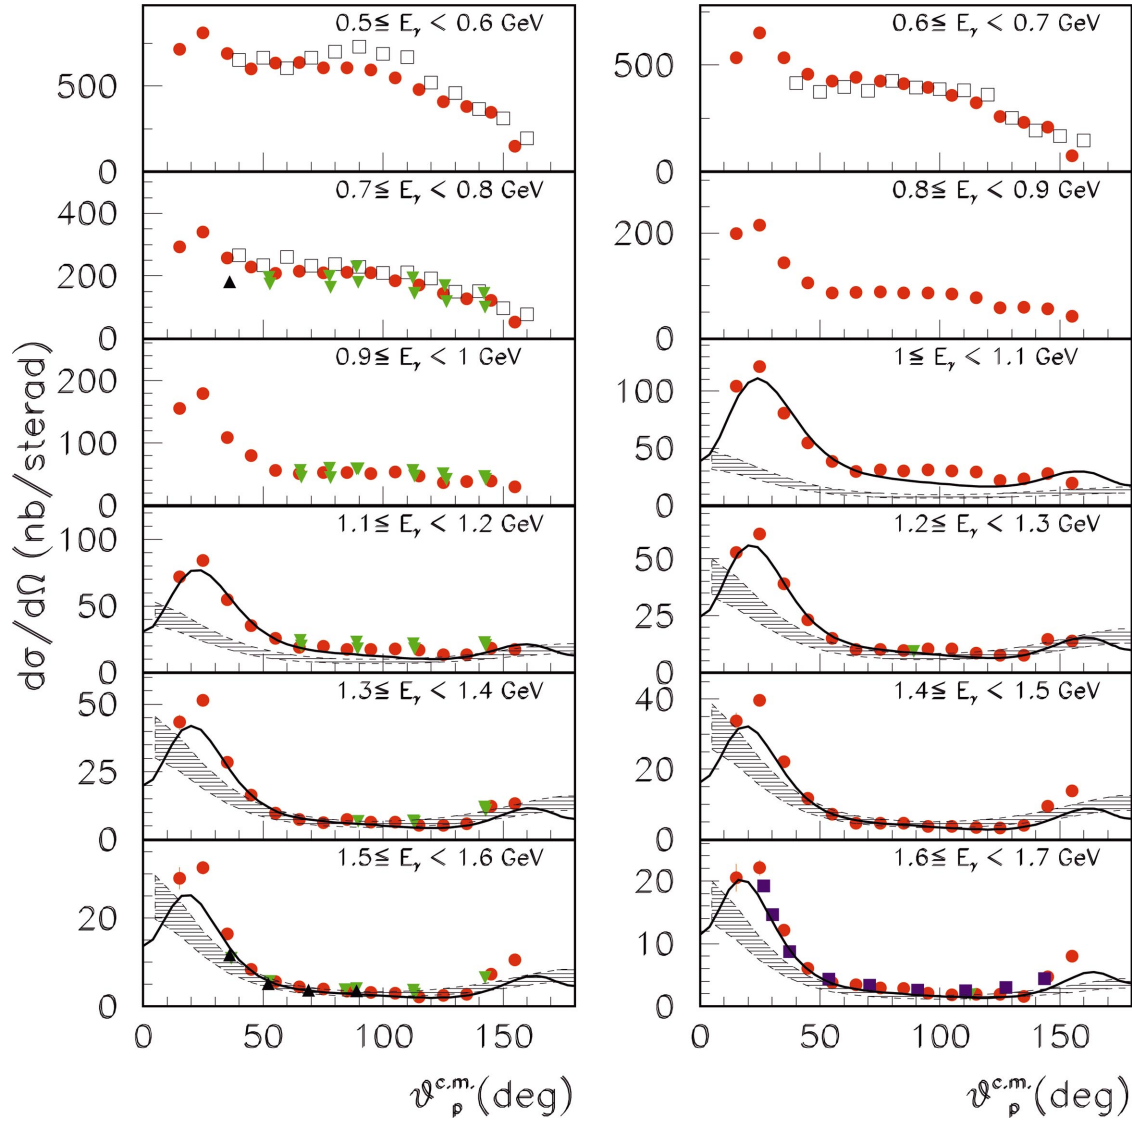 0.5≦ Eγ < 0.6 GeV
500
0
0.6≦ Eγ < 0.7 GeV
500
0
0.7≦ Eγ < 0.8 GeV
400
200
0
0.8≦ Eγ < 0.9 GeV
200
0
0.9≦ Eγ < 1 GeV
200
100
0
1≦ Eγ < 1.1 GeV
100
50
0
1.1≦ Eγ < 1.2 GeV
100
50
0
1.2≦ Eγ < 1.3 GeV
50
25
0
1.3≦ Eγ < 1.4 GeV
50
25
0
1.4≦ Eγ < 1.5 GeV
40
20
0
1.5≦ Eγ < 1.6 GeV
20
0
1.6≦ Eγ < 1.7 GeV
20
10
0
dσ/dΩ (nb/sterad)
0 50 100 150
0 50 100 150
ϑp c.m. (deg)
ϑp c.m. (deg)